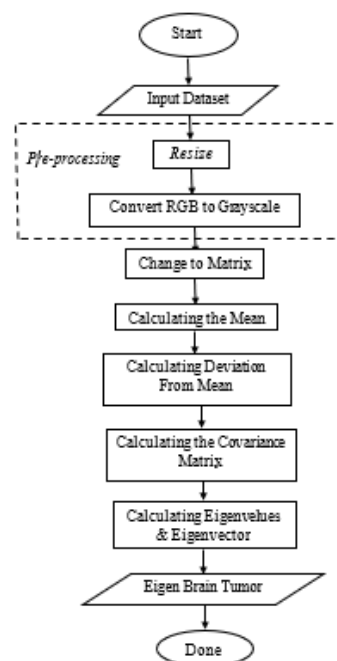 Start
Input Dataset
P/e-processing
Resize
Convert RGB to Grayscale
Change to Matrix
Calculating the Mean
Calculating Deviation
From Mean
Calculating the Covariance
Matrix
Calculating Eigenvelues
& Eigenvector
Eigen Brain Tumor
Done